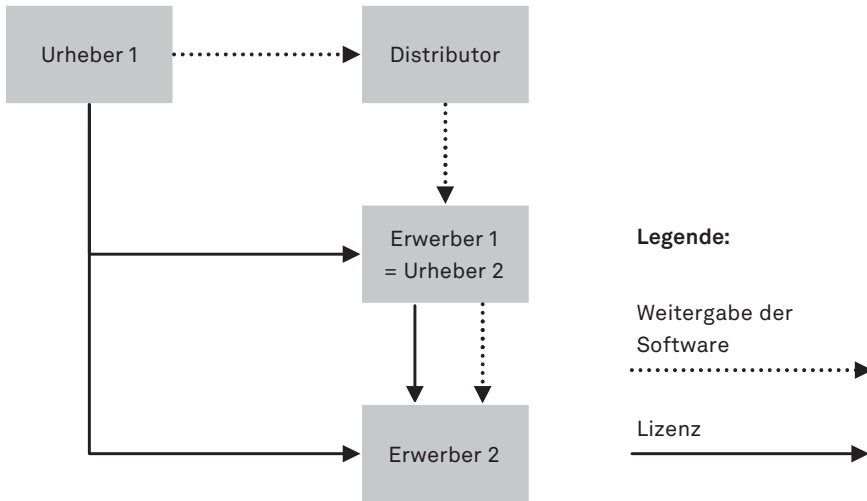 Urheber 1
Distributor
Erwerber 1
= Urheber 2
Legende:
Weitergabe der
Software
Lizenz
Erwerber 2